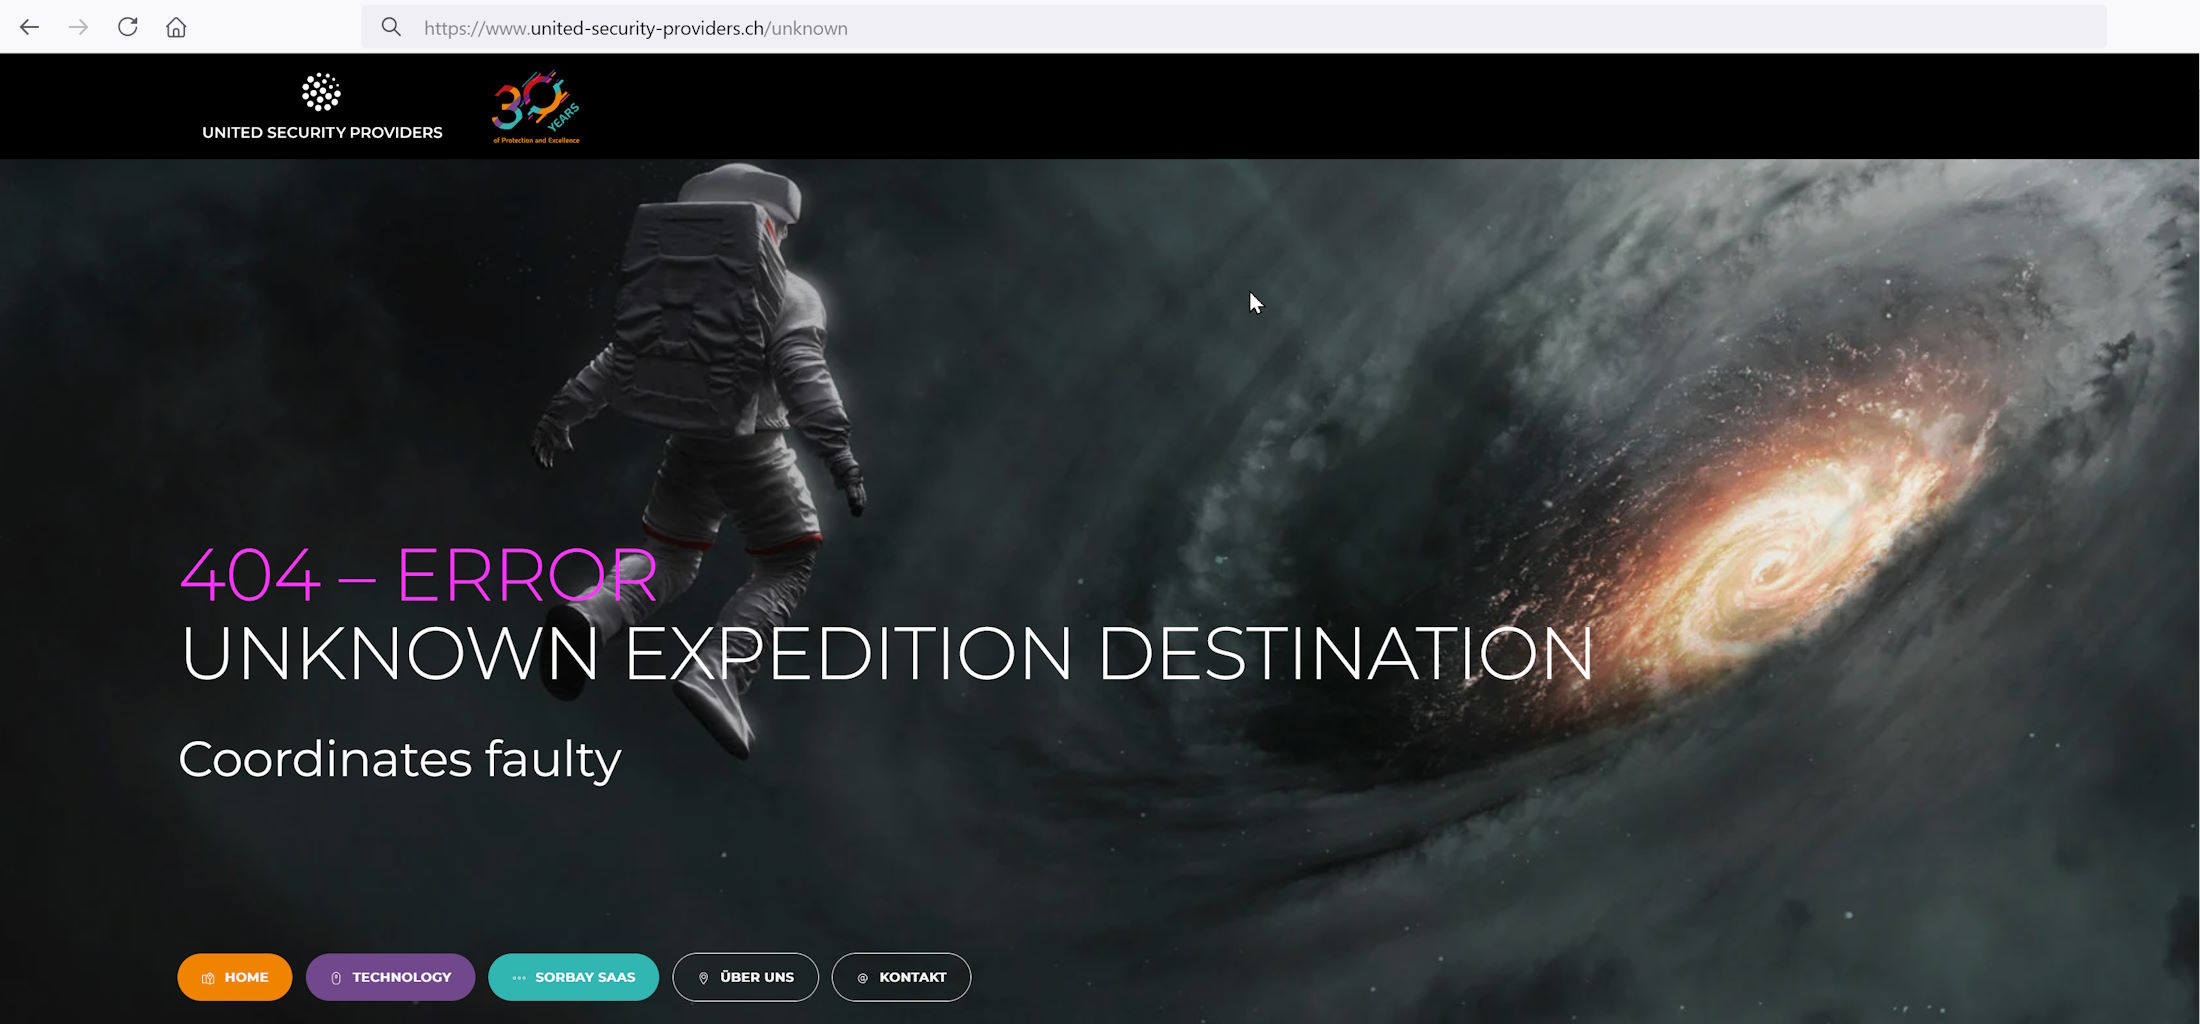 https://www.united-security-providers.ch/unknown
UNITED SECURITY PROVIDERS
30 YEARS
of Protection and Excellence
404 – ERROR
UNKNOWN EXPEDITION DESTINATION
Coordinates faulty
HOME
TECHNOLOGY
SORBAY SAAS
ÜBER UNS
KONTAKT